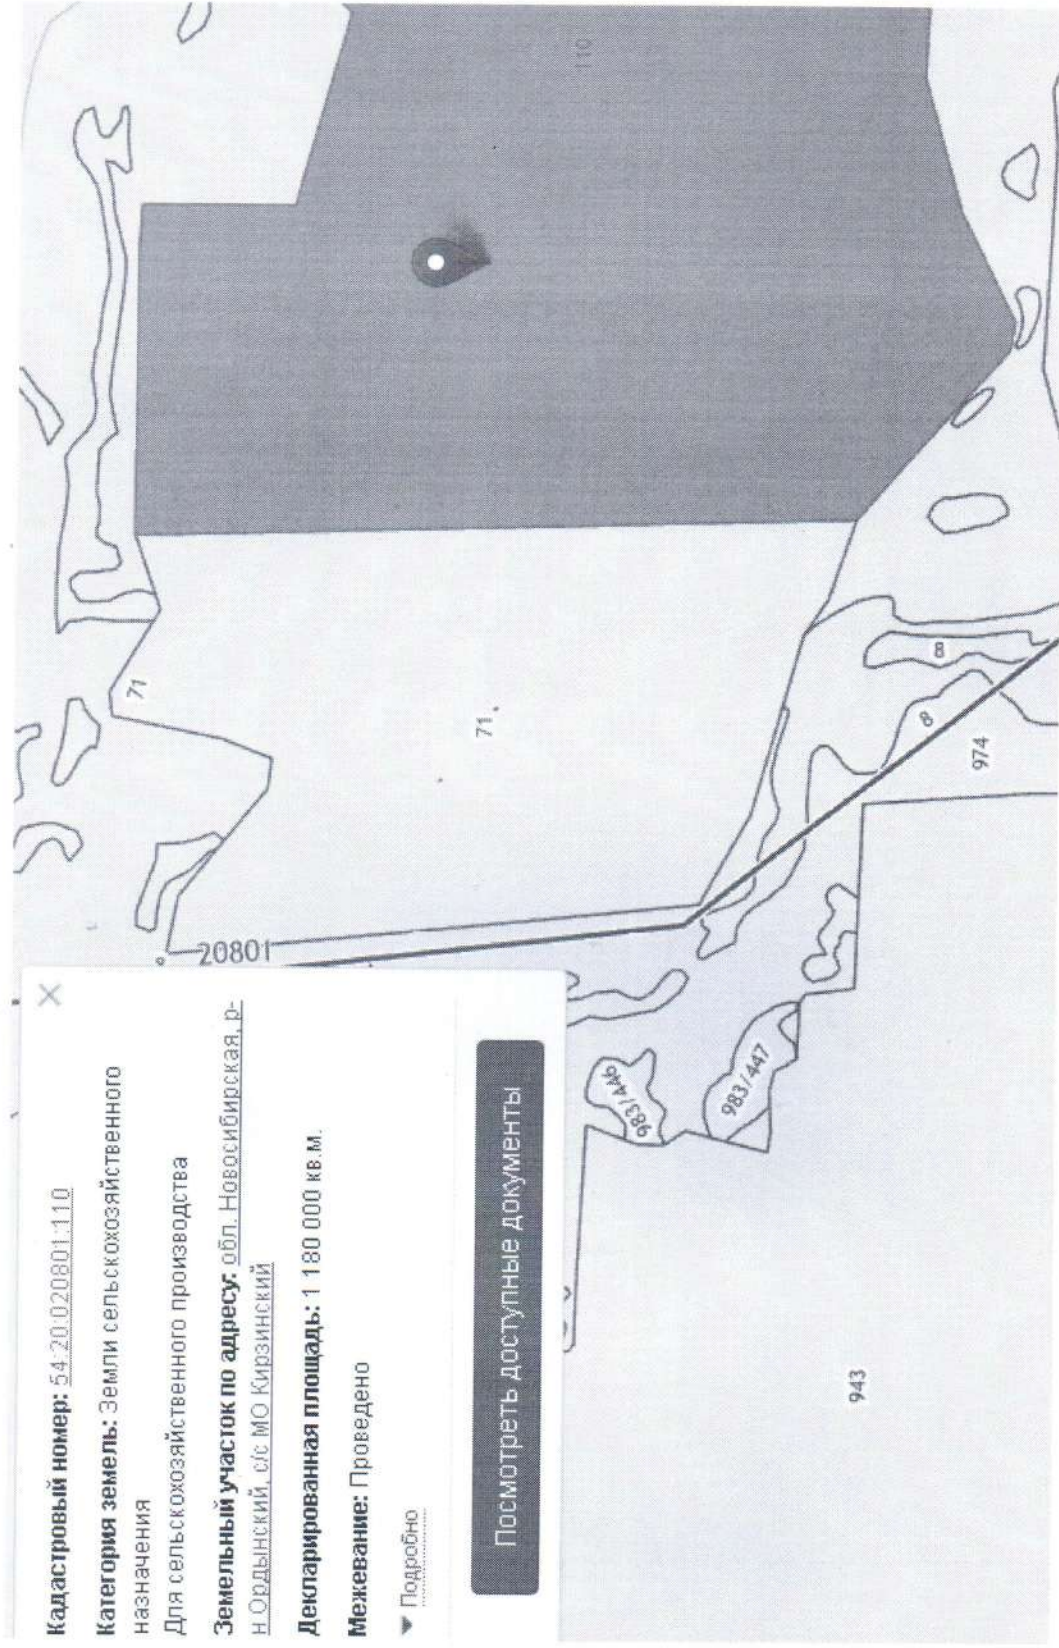 Кадастровый номер: 54:20:020801:110
Категория земель: Земли сельскохозяйственного
назначения
Для сельскохозяйственного производства
Земельный участок по адресу: обл. Новосибирская, р-
н Ордынский, с/с МО Кирзинский
Декларированная площадь: 1 180 000 кв.м.
Межевание: Проведено
▼ Подробно
Посмотреть доступные документы
20801
71
71
110
8
8
974
983/446
983/447
943